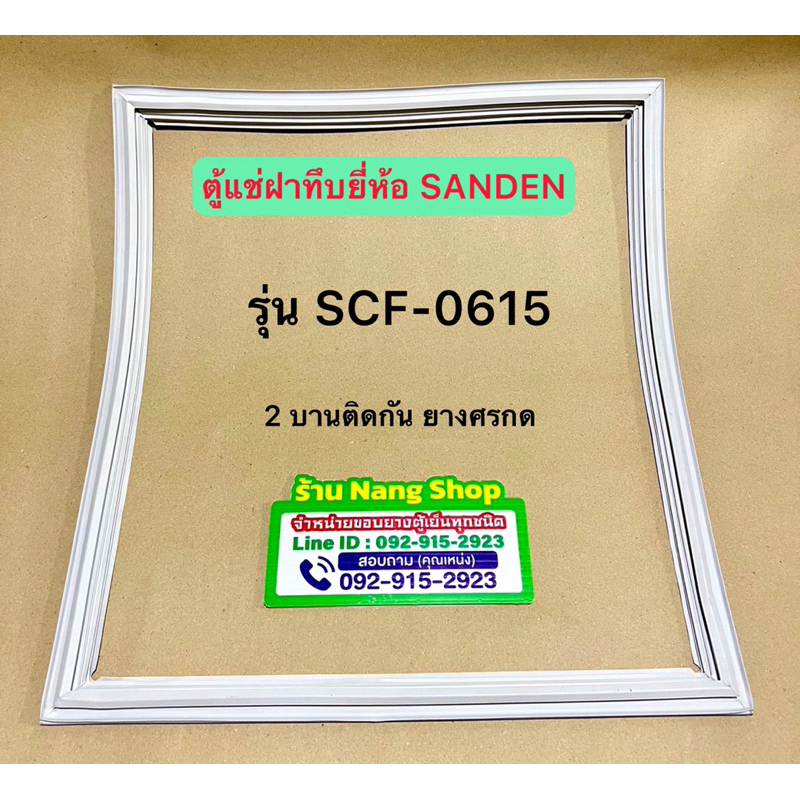 ตู้แช่ฝาทึบยี่ห้อ SANDEN
รุ่น SCF-0615
2 บานติดกัน ยางศรกด
ร้าน Nang Shop
จำหน่ายขอบยางตู้เย็นทุกชนิด
Line ID : 092-915-2923
สอบถาม (คุณเหน่ง)
092-915-2923